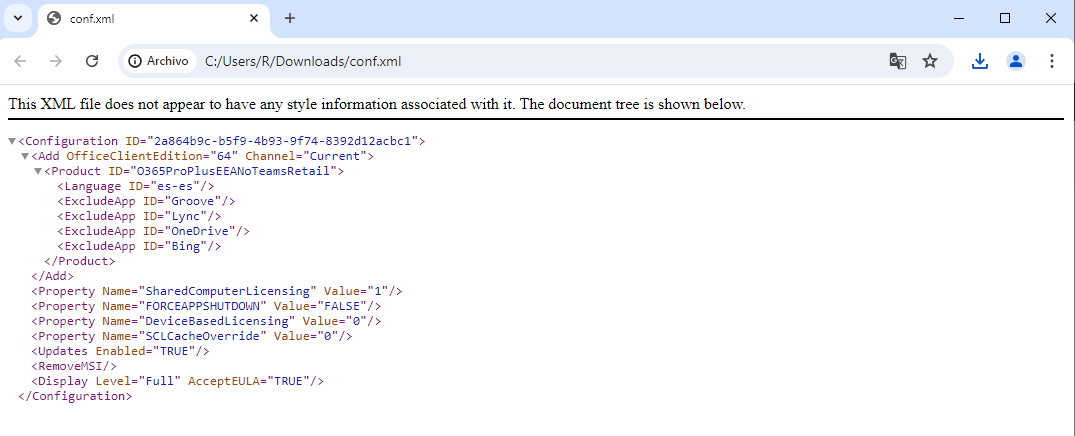 conf.xml
Archivo C:/Users/R/Downloads/conf.xml
This XML file does not appear to have any style information associated with it. The document tree is shown below.
<Configuration ID="2a864b9c-b5f9-4b93-9f74-8392d12acbc1">
<Add OfficeClientEdition="64" Channel="Current">
<Product ID="O365ProPlusEEANoTeamsRetail">
<Language ID="es-es"/>
<ExcludeApp ID="Groove"/>
<ExcludeApp ID="Lync"/>
<ExcludeApp ID="OneDrive"/>
<ExcludeApp ID="Bing"/>
</Product>
</Add>
<Property Name="SharedComputerLicensing" Value="1"/>
<Property Name="FORCEAPPSHUTDOWN" Value="FALSE"/>
<Property Name="DeviceBasedLicensing" Value="0"/>
<Property Name="SCLCacheOverride" Value="0"/>
<Updates Enabled="TRUE"/>
<RemoveMSI/>
<Display Level="Full" AcceptEULA="TRUE"/>
</Configuration>